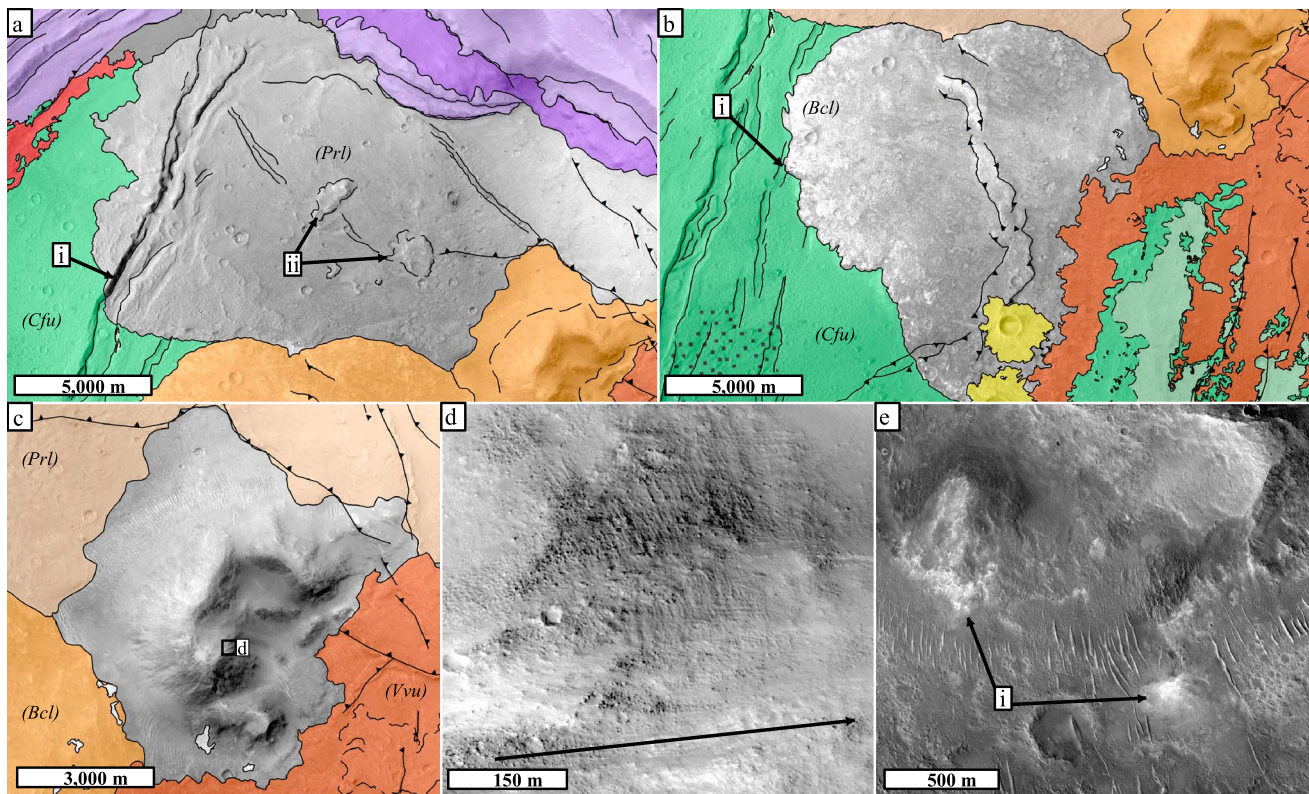 a
i
(Prl)
ii
(Cfu)
5,000 m
b
i
(Bcl)
(Cfu)
5,000 m
c
(Prl)
d
(Bcl)
(Vvu)
3,000 m
d
150 m
e
i
500 m